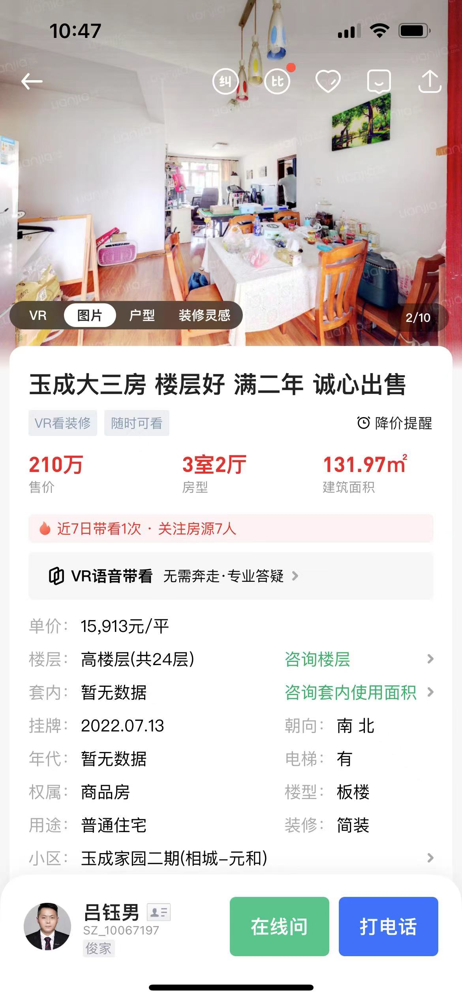 10:47
纠 比
VR 图片 户型 装修灵感 2/10
玉成大三房 楼层好 满二年 诚心出售
VR看装修 随时可看 降价提醒
210万 3室2厅 131.97㎡
售价 房型 建筑面积
近7日带看1次 · 关注房源7人
VR语音带看 无需奔走·专业答疑
单价: 15,913元/平
楼层: 高楼层(共24层) 咨询楼层
套内: 暂无数据 咨询套内使用面积
挂牌: 2022.07.13 朝向: 南 北
年代: 暂无数据 电梯: 有
权属: 商品房 楼型: 板楼
用途: 普通住宅 装修: 简装
小区: 玉成家园二期(相城-元和)
吕钰男
SZ_10067197
俊家
在线问 打电话